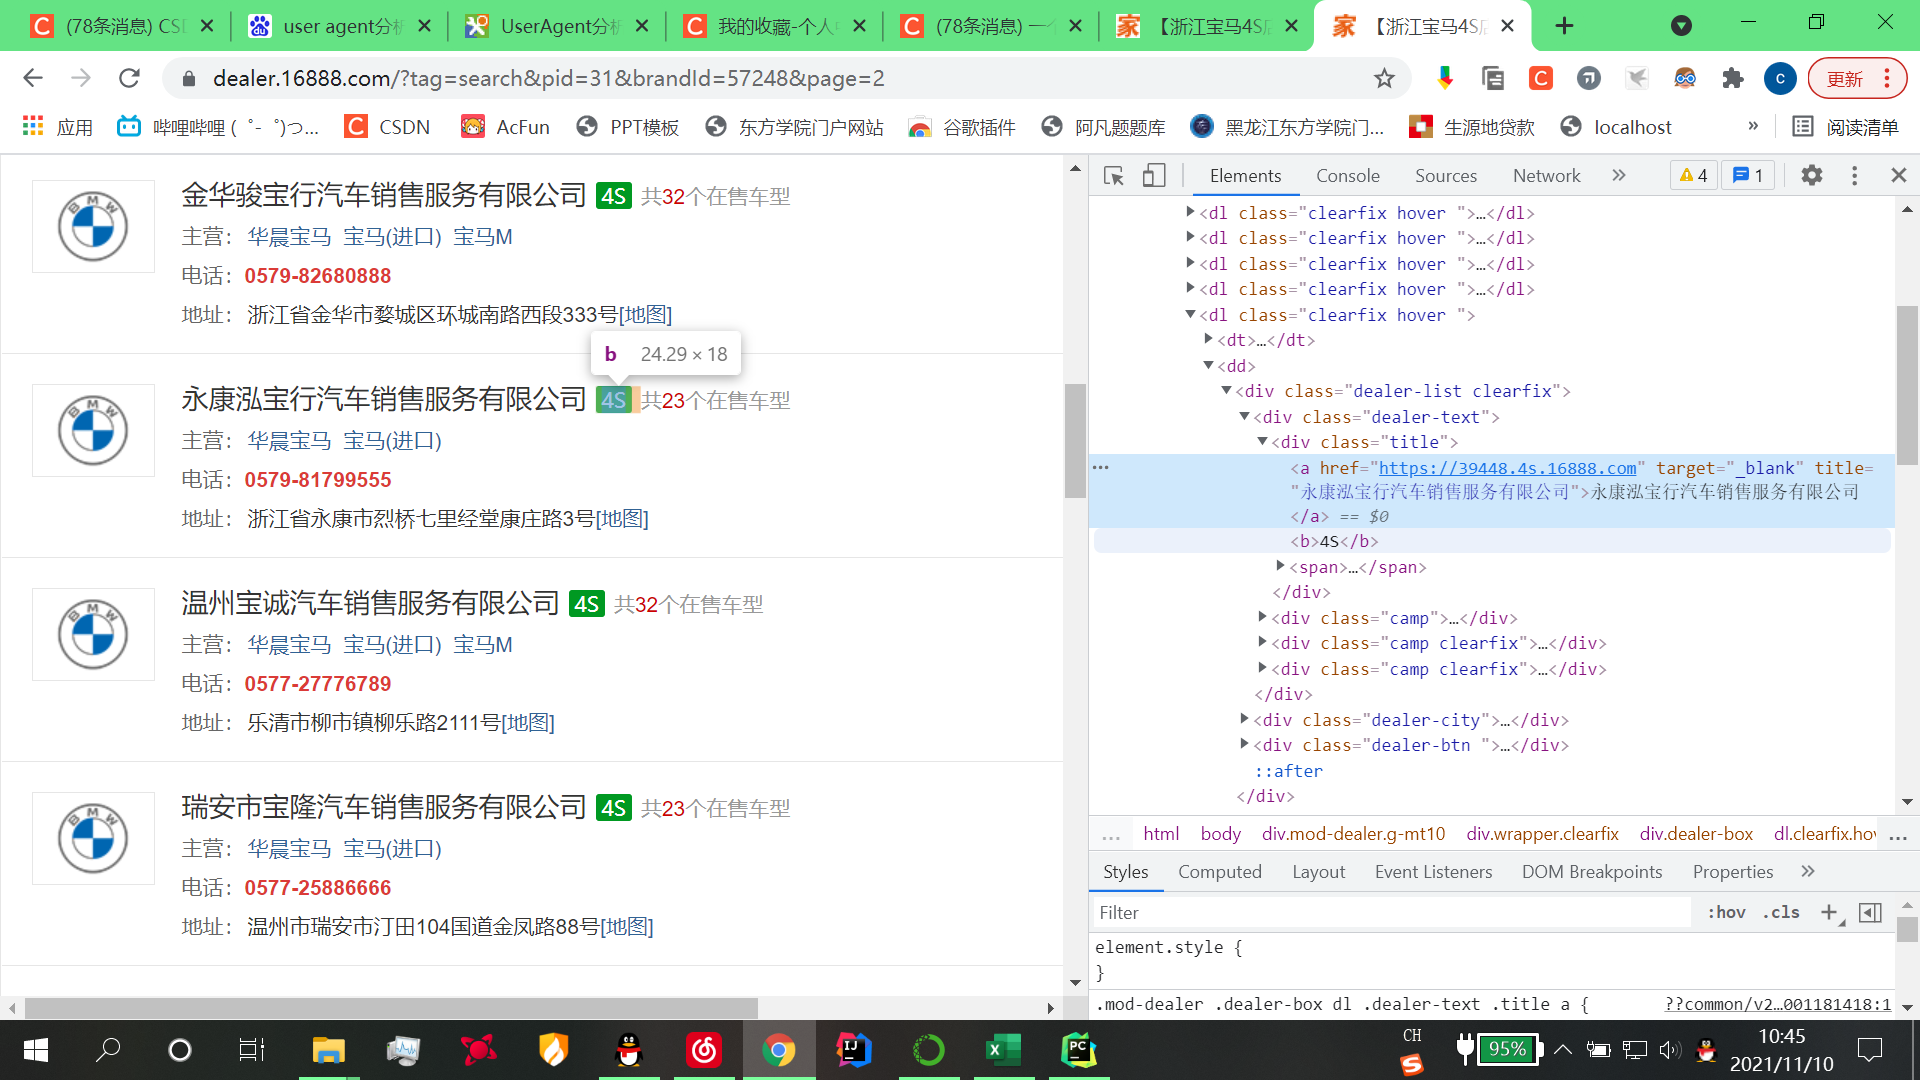 (78条消息) CSD
user agent分析
UserAgent分析
我的收藏-个人中
(78条消息) 一个
【浙江宝马4S店
【浙江宝马4S店
dealer.16888.com/?tag=search&pid=31&brandId=57248&page=2
更新
应用
哔哩哔哩 ( ゜- ゜)つ...
CSDN
AcFun
PPT模板
东方学院门户网站
谷歌插件
阿凡题题库
黑龙江东方学院门...
生源地贷款
localhost
»
阅读清单
金华骏宝行汽车销售服务有限公司 4S 共32个在售车型
主营： 华晨宝马 宝马(进口) 宝马M
电话：0579-82680888
地址： 浙江省金华市婺城区环城南路西段333号[地图]
b 24.29 × 18
永康泓宝行汽车销售服务有限公司 4S 共23个在售车型
主营： 华晨宝马 宝马(进口)
电话：0579-81799555
地址： 浙江省永康市烈桥七里经堂康庄路3号[地图]
温州宝诚汽车销售服务有限公司 4S 共32个在售车型
主营： 华晨宝马 宝马(进口) 宝马M
电话：0577-27776789
地址： 乐清市柳市镇柳乐路2111号[地图]
瑞安市宝隆汽车销售服务有限公司 4S 共23个在售车型
主营： 华晨宝马 宝马(进口)
电话：0577-25886666
地址： 温州市瑞安市汀田104国道金凤路88号[地图]
Elements Console Sources Network » 4 1
<dl class="clearfix hover ">…</dl>
<dl class="clearfix hover ">…</dl>
<dl class="clearfix hover ">…</dl>
<dl class="clearfix hover ">…</dl>
<dl class="clearfix hover ">
<dt>…</dt>
<dd>
<div class="dealer-list clearfix">
<div class="dealer-text">
<div class="title">
<a href="https://39448.4s.16888.com" target="_blank" title=
"永康泓宝行汽车销售服务有限公司">永康泓宝行汽车销售服务有限公司
</a> == $0
<b>4S</b>
<span>…</span>
</div>
<div class="camp">…</div>
<div class="camp clearfix">…</div>
<div class="camp clearfix">…</div>
</div>
<div class="dealer-city">…</div>
<div class="dealer-btn ">…</div>
::after
</div>
... html body div.mod-dealer.g-mt10 div.wrapper.clearfix div.dealer-box dl.clearfix.hov ...
Styles Computed Layout Event Listeners DOM Breakpoints Properties »
Filter :hov .cls +
element.style {
}
.mod-dealer .dealer-box dl .dealer-text .title a { ??common/v2…001181418:1
CH
95%
10:45
2021/11/10